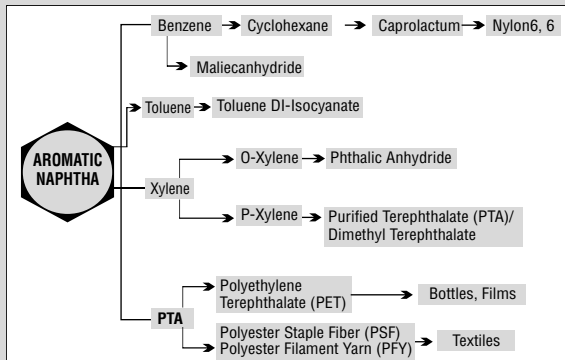 Benzene Cyclohexane Caprolactum Nylon6, 6
Maliecanhydride
Toluene Toluene DI-Isocyanate
AROMATIC
NAPHTHA
O-Xylene Phthalic Anhydride
Xylene
P-Xylene Purified Terephthalate (PTA)/
Dimethyl Terephthalate
Polyethylene
Terephthalate (PET)
Bottles, Films
PTA
Polyester Staple Fiber (PSF)
Polyester Filament Yarn (PFY)
Textiles